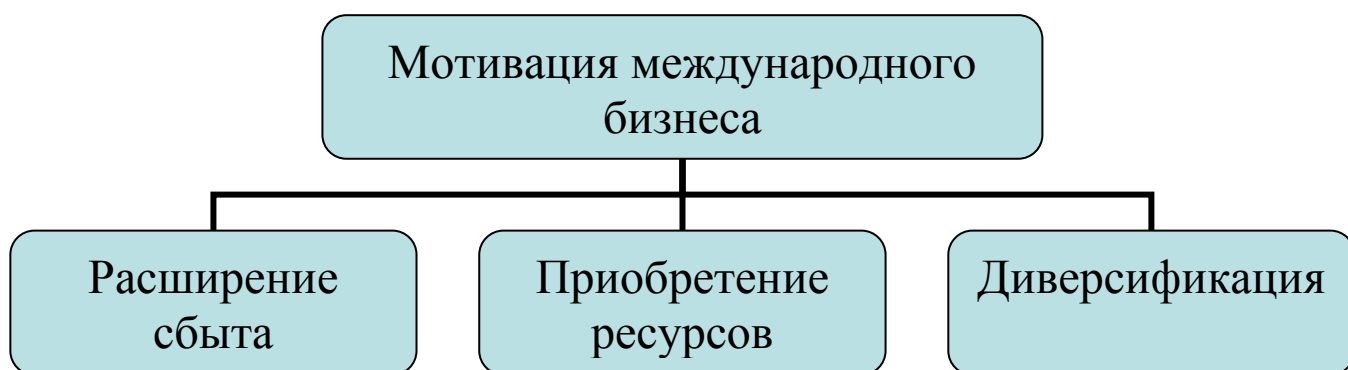 Мотивация международного
бизнеса
Расширение
сбыта
Приобретение
ресурсов
Диверсификация